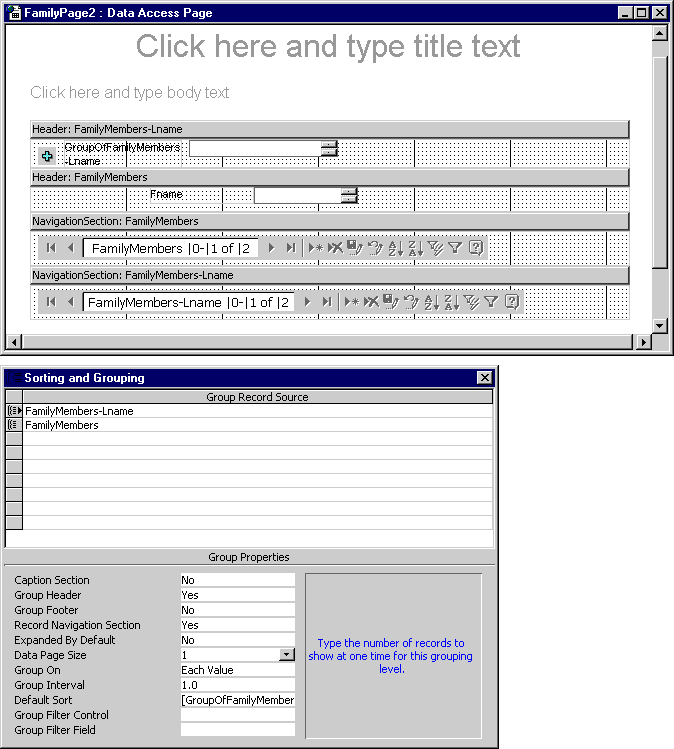 FamilyPage2 : Data Access Page
Click here and type title text
Click here and type body text
Header: FamilyMembers-Lname
GroupOfFamilyMembers
-Lname
Header: FamilyMembers
Fname
NavigationSection: FamilyMembers
FamilyMembers |0-|1 of |2
NavigationSection: FamilyMembers-Lname
FamilyMembers-Lname |0-|1 of |2
Sorting and Grouping
Group Record Source
FamilyMembers-Lname
FamilyMembers
Group Properties
Caption Section No
Group Header Yes
Group Footer No
Record Navigation Section Yes
Expanded By Default No
Data Page Size 1
Group On Each Value
Group Interval 1.0
Default Sort [GroupOfFamilyMember
Group Filter Control
Group Filter Field
Type the number of records to
show at one time for this grouping
level.